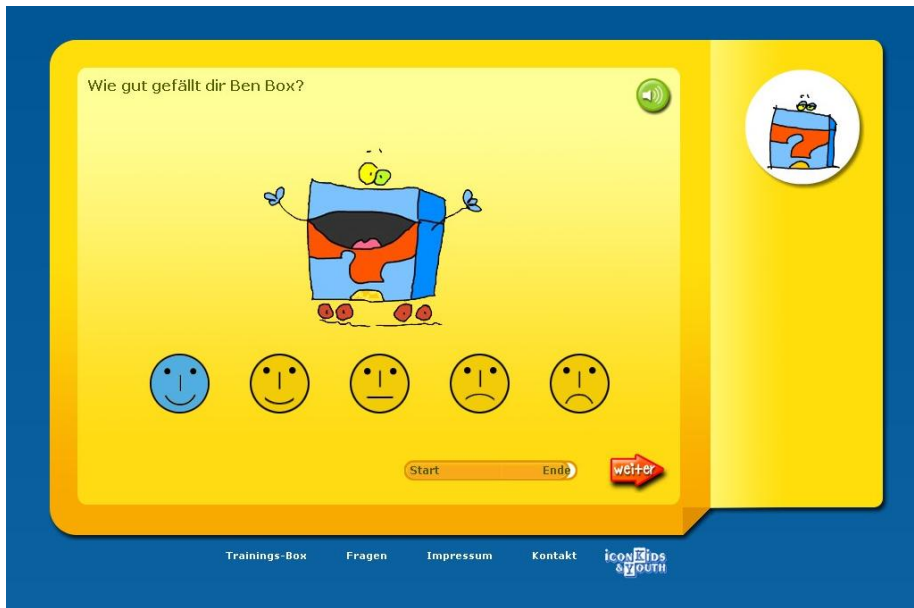 Wie gut gefällt dir Ben Box?
Start Ende
weiter
Trainings-Box Fragen Impressum Kontakt
iconKids
&Youth